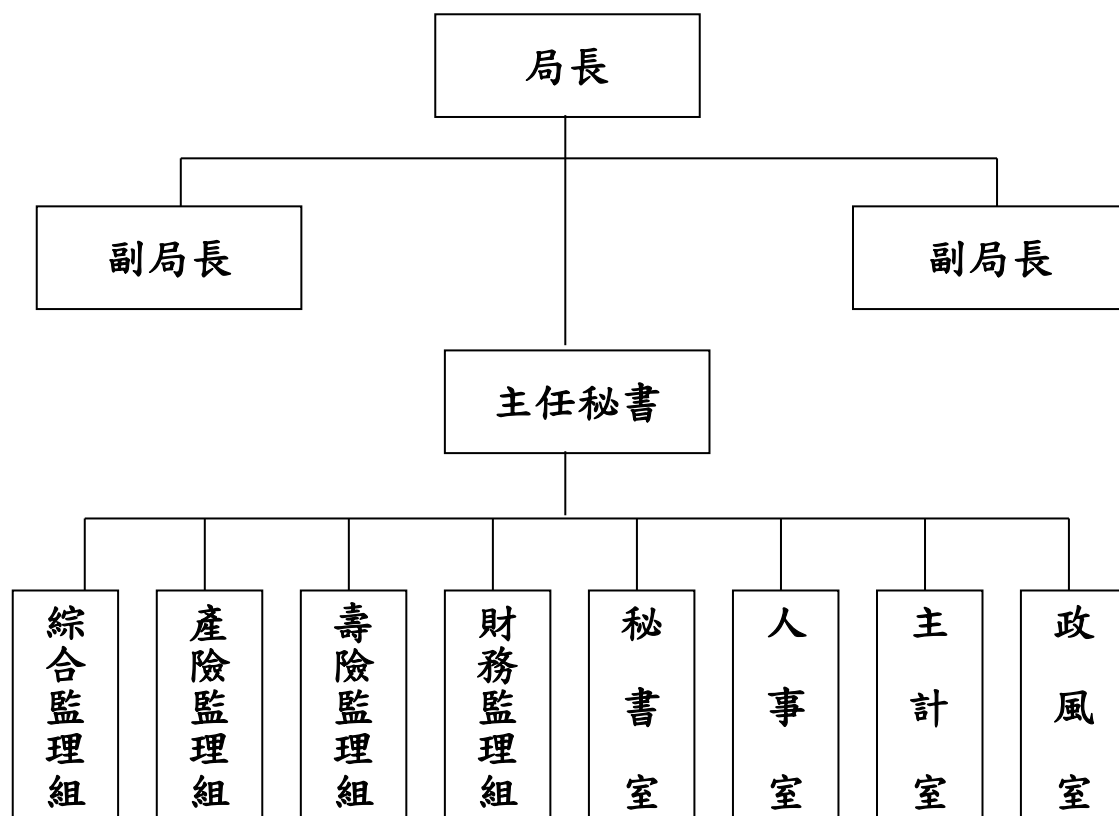 局長
副局長
副局長
主任秘書
綜合監理組
產險監理組
壽險監理組
財務監理組
秘書室
人事室
主計室
政風室